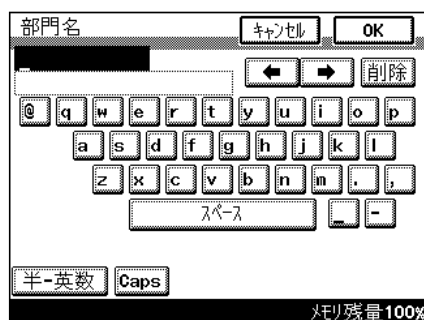 部門名 キャンセル OK
_
← → 削除
@ q w e r t y u i o p
a s d f g h j k l
z x c v b n m . ,
スペース _ -
半-英数 Caps
メモリ残量100%